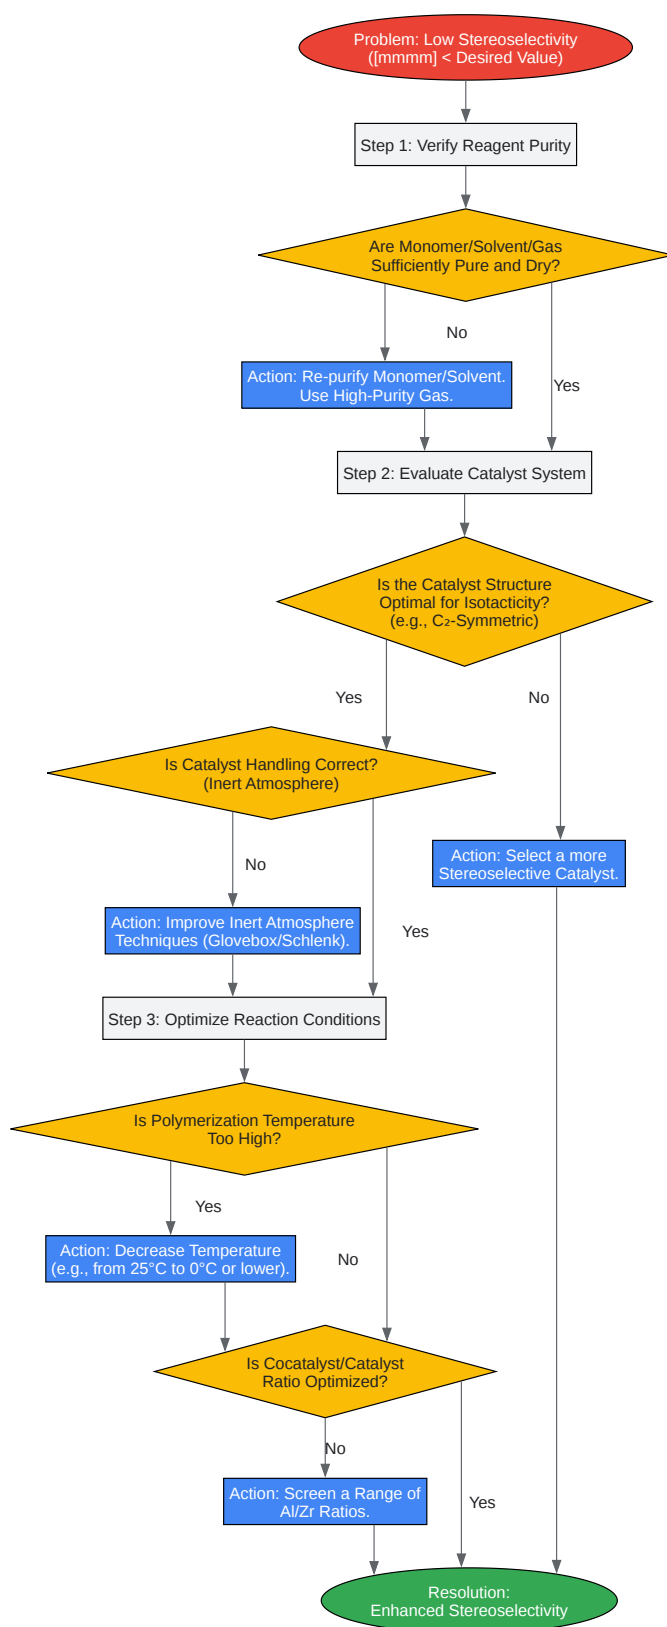 Problem: Low Stereoselectivity
([mmmm] < Desired Value)
Step 1: Verify Reagent Purity
Are Monomer/Solvent/Gas
Sufficiently Pure and Dry?
No
Action: Re-purify Monomer/Solvent.
Use High-Purity Gas.
Yes
Step 2: Evaluate Catalyst System
Is the Catalyst Structure
Optimal for Isotacticity?
(e.g., C₂-Symmetric)
Yes
No
Is Catalyst Handling Correct?
(Inert Atmosphere)
No
Action: Select a more
Stereoselective Catalyst.
Action: Improve Inert Atmosphere
Techniques (Glovebox/Schlenk).
Yes
Step 3: Optimize Reaction Conditions
Is Polymerization Temperature
Too High?
Yes
Action: Decrease Temperature
(e.g., from 25°C to 0°C or lower).
No
Is Cocatalyst/Catalyst
Ratio Optimized?
No
Action: Screen a Range of
Al/Zr Ratios.
Yes
Resolution:
Enhanced Stereoselectivity